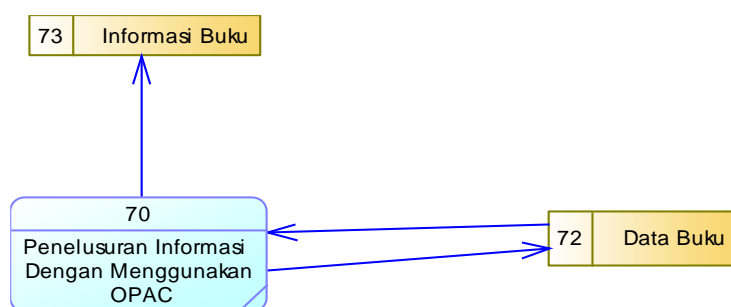 73 Informasi Buku
70
Penelusuran Informasi
Dengan Menggunakan
OPAC
72 Data Buku